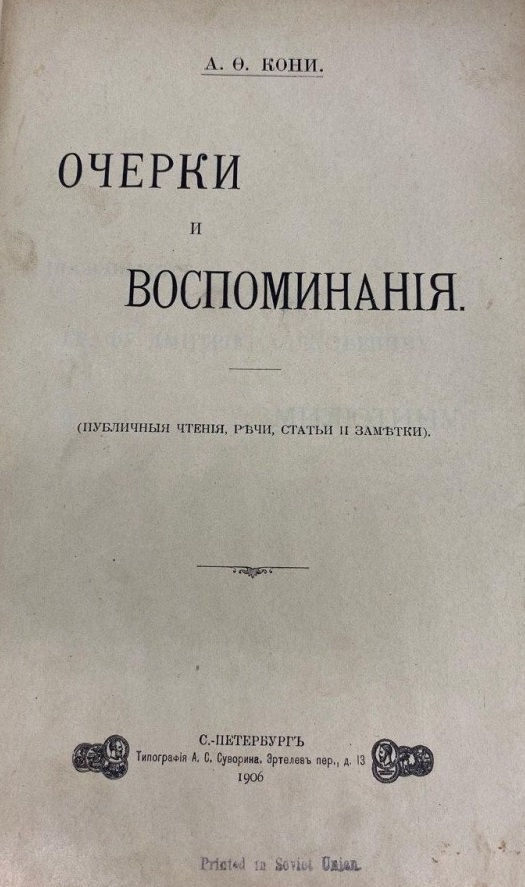 А. Ѳ. КОНИ.
ОЧЕРКИ
И
ВОСПОМИНАНІЯ.
(ПУБЛИЧНЫЯ ЧТЕНІЯ, РѢЧИ, СТАТЬИ И ЗАМѢТКИ).
С.-ПЕТЕРБУРГЪ
Типографія А. С. Суворина. Эртелевъ пер., д. 13
1906
Printed in Soviet Union.